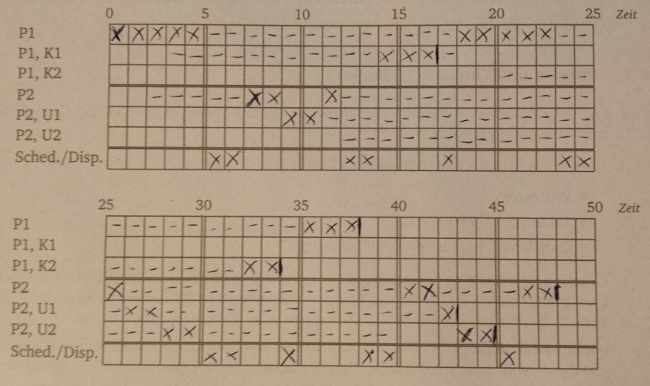 0 5 10 15 20 25 Zeit
P1
P1, K1
P1, K2
P2
P2, U1
P2, U2
Sched./Disp.
25 30 35 40 45 50 Zeit
P1
P1, K1
P1, K2
P2
P2, U1
P2, U2
Sched./Disp.